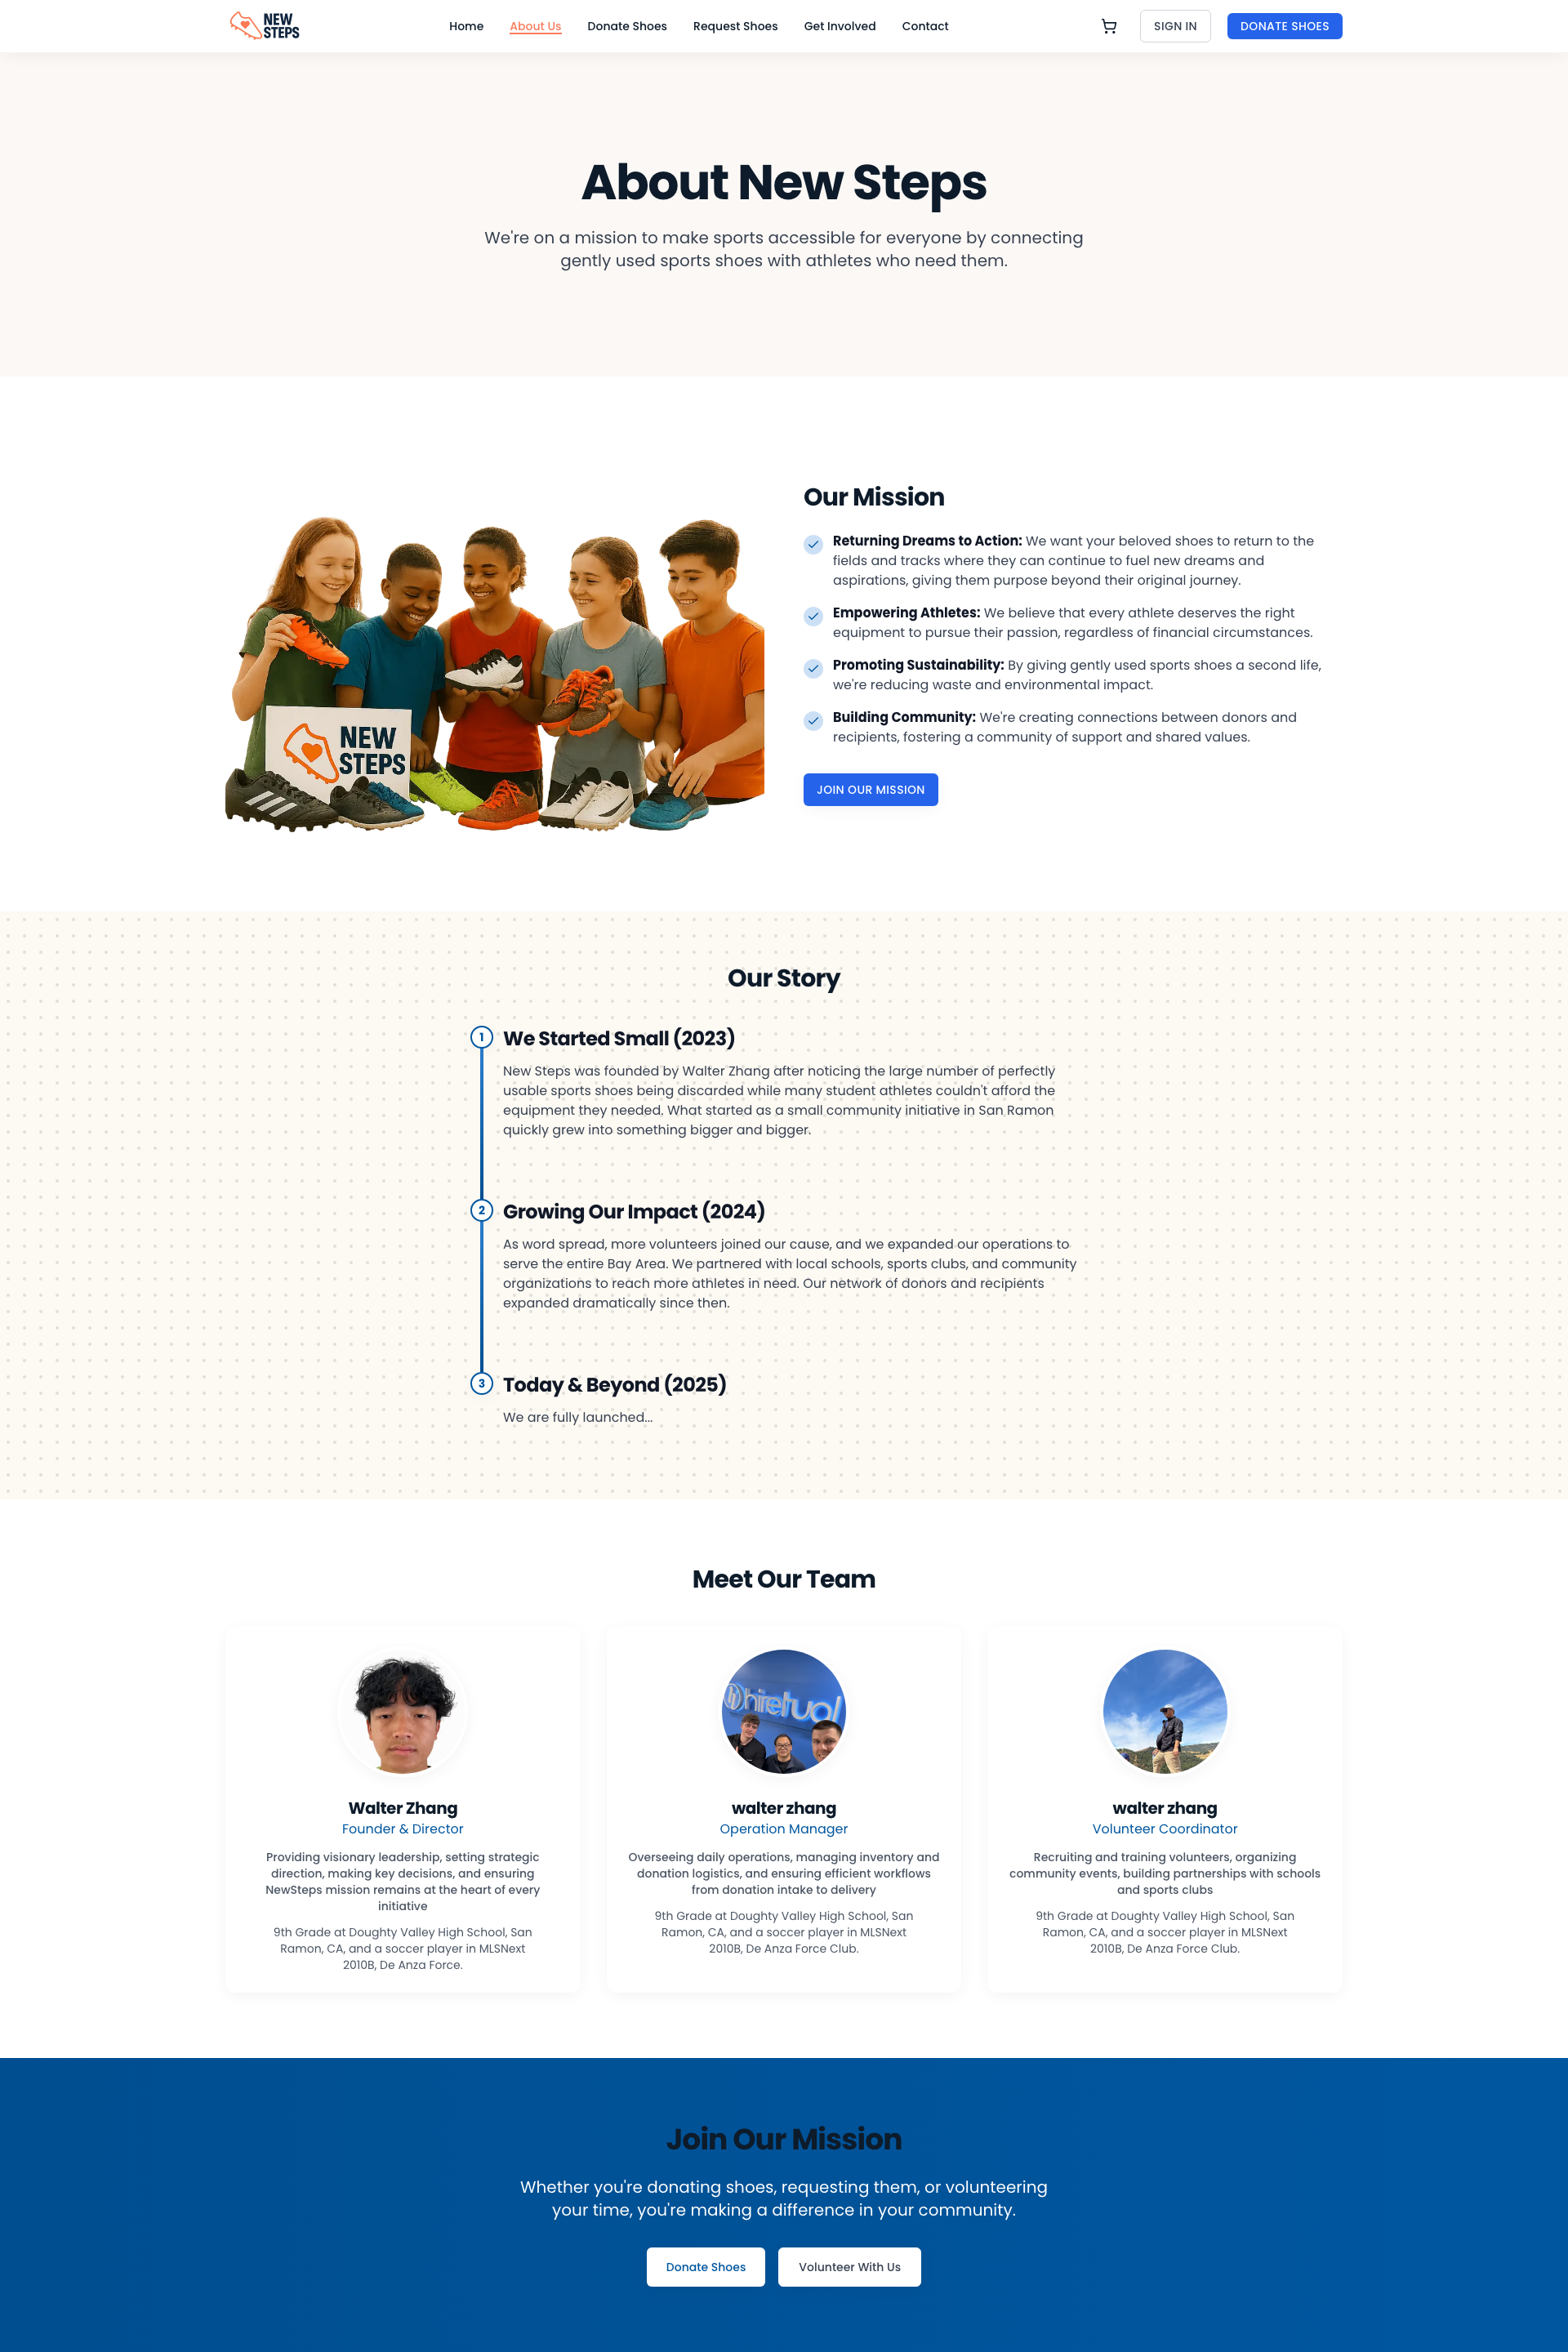 NEW
STEPS
Home
About Us
Donate Shoes
Request Shoes
Get Involved
Contact
SIGN IN
DONATE SHOES
About New Steps
We're on a mission to make sports accessible for everyone by connecting
gently used sports shoes with athletes who need them.
NEW
STEPS
Our Mission
Returning Dreams to Action: We want your beloved shoes to return to the
fields and tracks where they can continue to fuel new dreams and
aspirations, giving them purpose beyond their original journey.
Empowering Athletes: We believe that every athlete deserves the right
equipment to pursue their passion, regardless of financial circumstances.
Promoting Sustainability: By giving gently used sports shoes a second life,
we're reducing waste and environmental impact.
Building Community: We're creating connections between donors and
recipients, fostering a community of support and shared values.
JOIN OUR MISSION
Our Story
1
We Started Small (2023)
New Steps was founded by Walter Zhang after noticing the large number of perfectly
usable sports shoes being discarded while many student athletes couldn't afford the
equipment they needed. What started as a small community initiative in San Ramon
quickly grew into something bigger and bigger.
2
Growing Our Impact (2024)
As word spread, more volunteers joined our cause, and we expanded our operations to
serve the entire Bay Area. We partnered with local schools, sports clubs, and community
organizations to reach more athletes in need. Our network of donors and recipients
expanded dramatically since then.
3
Today & Beyond (2025)
We are fully launched...
Meet Our Team
Walter Zhang
Founder & Director
Providing visionary leadership, setting strategic
direction, making key decisions, and ensuring
NewSteps mission remains at the heart of every
initiative
9th Grade at Doughty Valley High School, San
Ramon, CA, and a soccer player in MLSNext
2010B, De Anza Force.
hiretual
walter zhang
Operation Manager
Overseeing daily operations, managing inventory and
donation logistics, and ensuring efficient workflows
from donation intake to delivery
9th Grade at Doughty Valley High School, San
Ramon, CA, and a soccer player in MLSNext
2010B, De Anza Force Club.
walter zhang
Volunteer Coordinator
Recruiting and training volunteers, organizing
community events, building partnerships with schools
and sports clubs
9th Grade at Doughty Valley High School, San
Ramon, CA, and a soccer player in MLSNext
2010B, De Anza Force Club.
Join Our Mission
Whether you're donating shoes, requesting them, or volunteering
your time, you're making a difference in your community.
Donate Shoes
Volunteer With Us